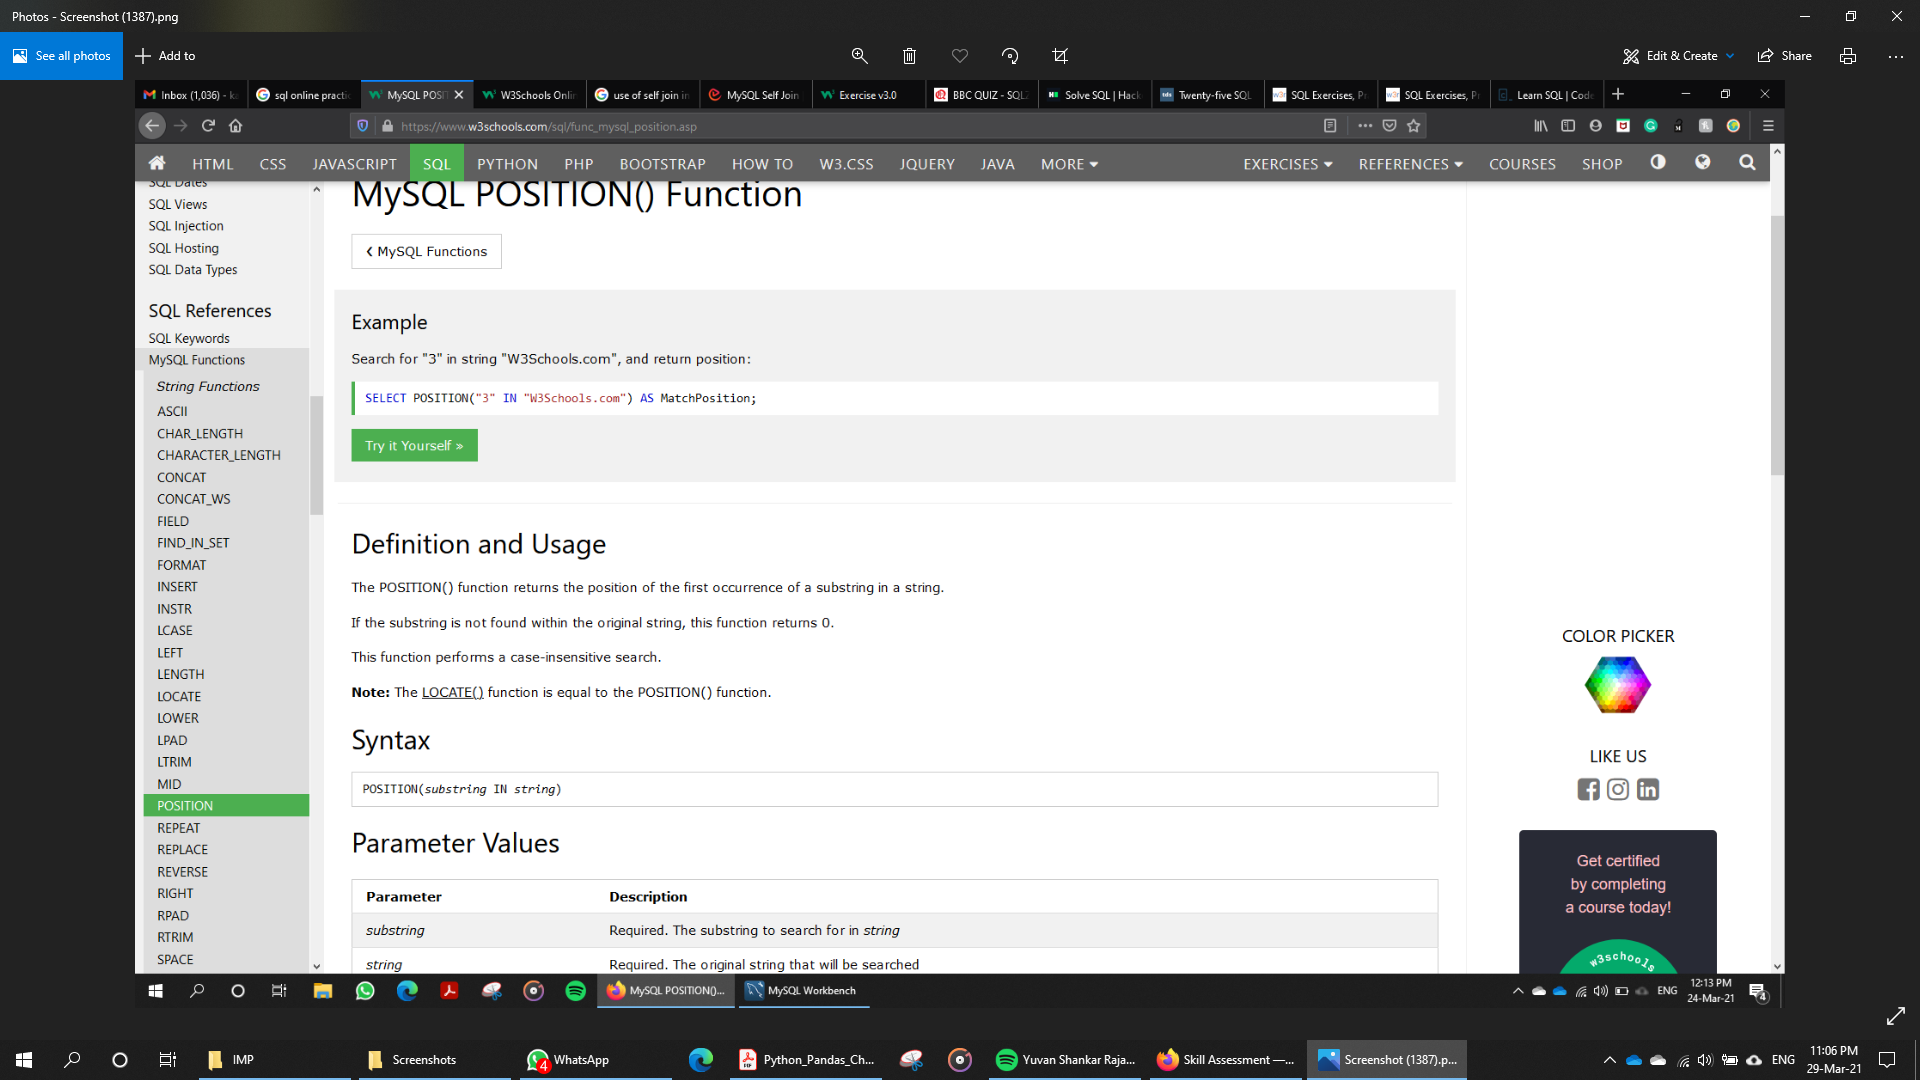 Photos - Screenshot (1387).png
See all photos
Add to
Edit & Create
Share
Inbox (1,036) - k
sql online practi
MySQL POSIT
W3Schools Onlin
use of self join in
MySQL Self Join
Exercise v3.0
BBC QUIZ - SQLZ
Solve SQL | Hack
Twenty-five SQL
SQL Exercises, Pr
SQL Exercises, Pr
Learn SQL | Code
https://www.w3schools.com/sql/func_mysql_position.asp
HTML
CSS
JAVASCRIPT
SQL
PYTHON
PHP
BOOTSTRAP
HOW TO
W3.CSS
JQUERY
JAVA
MORE
EXERCISES
REFERENCES
COURSES
SHOP
SQL Dates
SQL Views
SQL Injection
SQL Hosting
SQL Data Types
SQL References
SQL Keywords
MySQL Functions
String Functions
ASCII
CHAR_LENGTH
CHARACTER_LENGTH
CONCAT
CONCAT_WS
FIELD
FIND_IN_SET
FORMAT
INSERT
INSTR
LCASE
LEFT
LENGTH
LOCATE
LOWER
LPAD
LTRIM
MID
POSITION
REPEAT
REPLACE
REVERSE
RIGHT
RPAD
RTRIM
SPACE
MySQL POSITION() Function
❮ MySQL Functions
Example
Search for "3" in string "W3Schools.com", and return position:
SELECT POSITION("3" IN "W3Schools.com") AS MatchPosition;
Try it Yourself »
Definition and Usage
The POSITION() function returns the position of the first occurrence of a substring in a string.
If the substring is not found within the original string, this function returns 0.
This function performs a case-insensitive search.
Note: The LOCATE() function is equal to the POSITION() function.
Syntax
POSITION(substring IN string)
Parameter Values
Parameter Description
substring Required. The substring to search for in string
string Required. The original string that will be searched
COLOR PICKER
LIKE US
Get certified
by completing
a course today!
w3schools
MySQL POSITION()...
MySQL Workbench
ENG
12:13 PM
24-Mar-21
4
IMP
Screenshots
4
WhatsApp
Python_Pandas_Ch...
Yuvan Shankar Raja...
Skill Assessment —...
Screenshot (1387).p...
ENG
11:06 PM
29-Mar-21